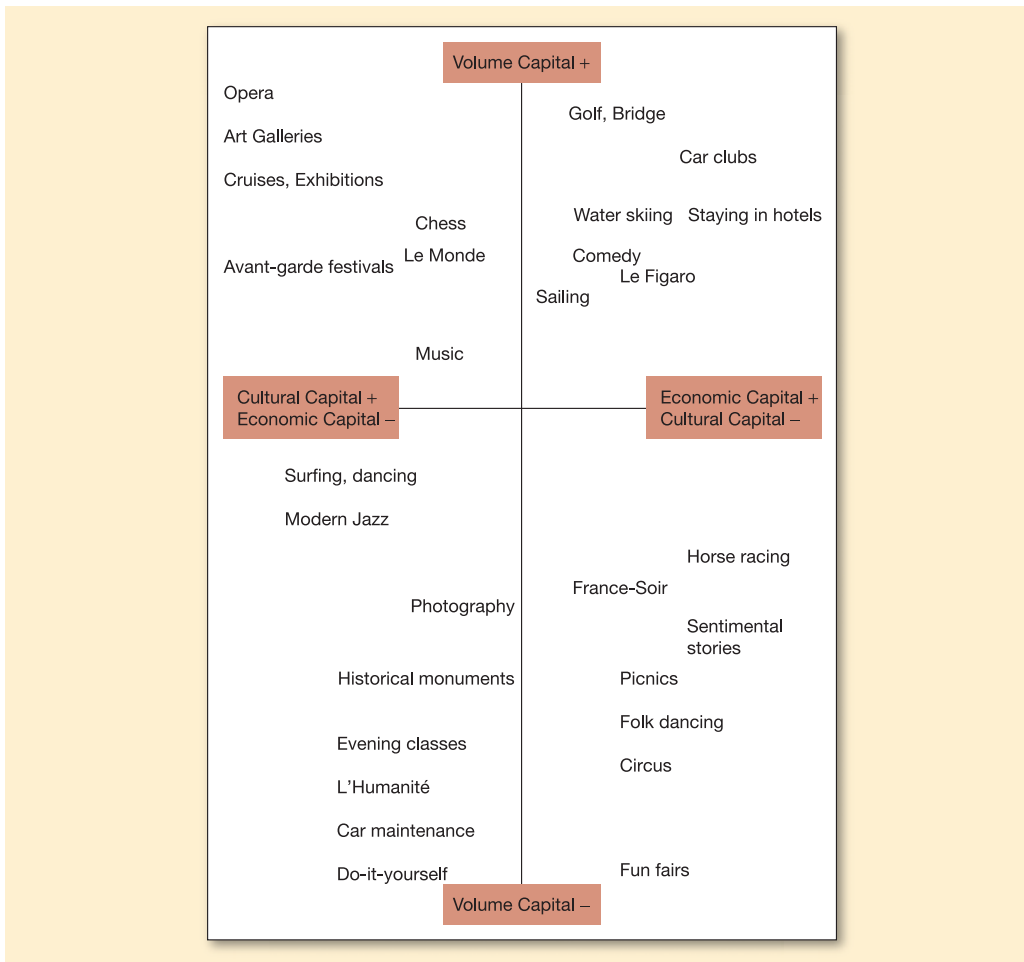 Volume Capital +
Opera
Golf, Bridge
Art Galleries
Car clubs
Cruises, Exhibitions
Water skiing
Staying in hotels
Chess
Le Monde
Comedy
Avant-garde festivals
Le Figaro
Sailing
Music
Cultural Capital +
Economic Capital –
Economic Capital +
Cultural Capital –
Surfing, dancing
Modern Jazz
Horse racing
France-Soir
Photography
Sentimental
stories
Historical monuments
Picnics
Folk dancing
Evening classes
Circus
L’Humanité
Car maintenance
Do-it-yourself
Fun fairs
Volume Capital –